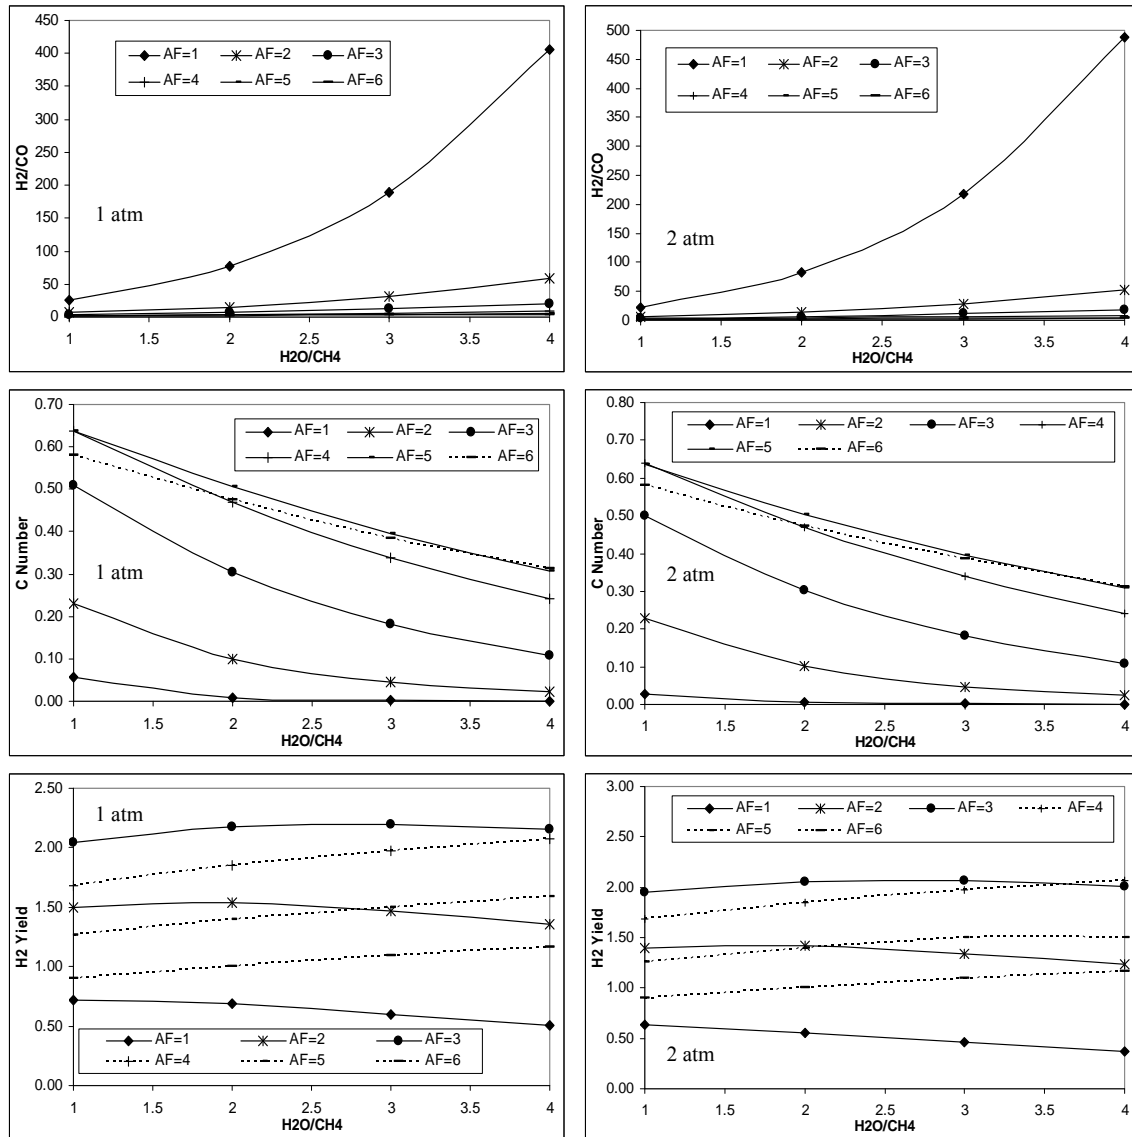 450
400
350
300
250
200
150
100
50
0
H2/CO
AF=1 AF=2 AF=3
AF=4 AF=5 AF=6
1 atm
1 1.5 2 2.5 3 3.5 4
H2O/CH4
500
450
400
350
300
250
200
150
100
50
0
H2/CO
AF=1 AF=2 AF=3
AF=4 AF=5 AF=6
2 atm
1 1.5 2 2.5 3 3.5 4
H2O/CH4
0.70
0.60
0.50
0.40
0.30
0.20
0.10
0.00
C Number
AF=1 AF=2 AF=3
AF=4 AF=5 AF=6
1 atm
1 1.5 2 2.5 3 3.5 4
H2O/CH4
0.80
0.70
0.60
0.50
0.40
0.30
0.20
0.10
0.00
C Number
AF=1 AF=2 AF=3 AF=4
AF=5 AF=6
2 atm
1 1.5 2 2.5 3 3.5 4
H2O/CH4
2.50
2.00
1.50
1.00
0.50
0.00
H2 Yield
1 atm
AF=1 AF=2 AF=3
AF=4 AF=5 AF=6
1 1.5 2 2.5 3 3.5 4
H2O/CH4
3.00
2.50
2.00
1.50
1.00
0.50
0.00
H2 Yield
AF=1 AF=2 AF=3 AF=4
AF=5 AF=6
2 atm
1 1.5 2 2.5 3 3.5 4
H2O/CH4